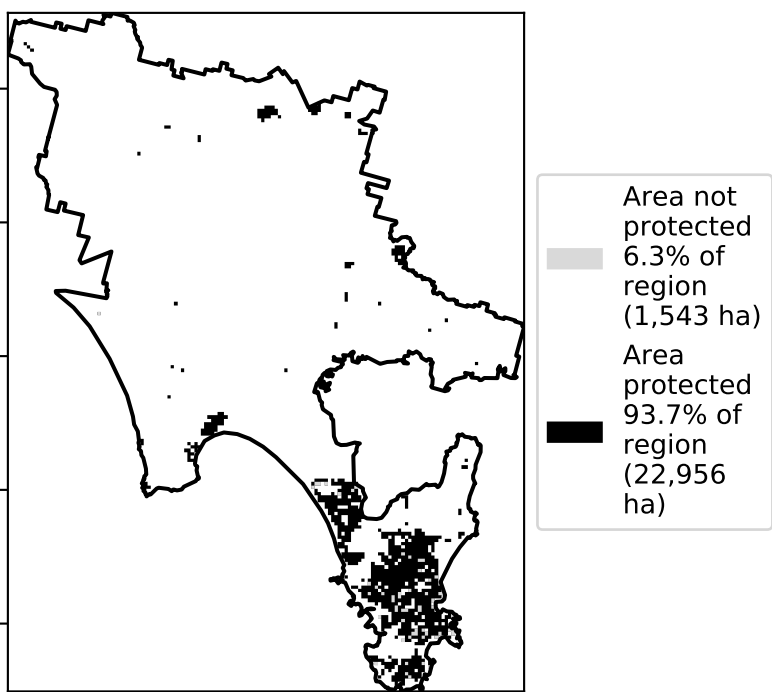 Area not
protected
6.3% of
region
(1,543 ha)
Area
protected
93.7% of
region
(22,956
ha)